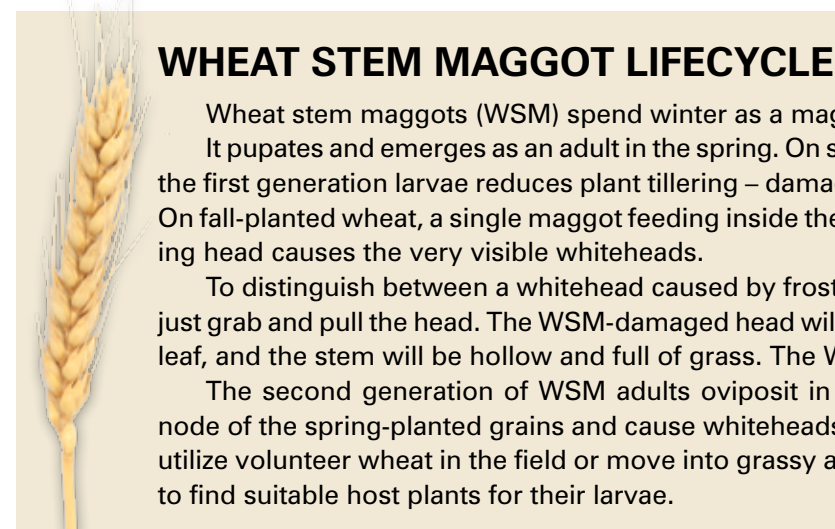 WHEAT STEM MAGGOT LIFECYCLE
Wheat stem maggots (WSM) spend winter as a mag
It pupates and emerges as an adult in the spring. On s
the first generation larvae reduces plant tillering – dama
On fall-planted wheat, a single maggot feeding inside the
ing head causes the very visible whiteheads.
To distinguish between a whitehead caused by frost
just grab and pull the head. The WSM-damaged head wil
leaf, and the stem will be hollow and full of grass. The W
The second generation of WSM adults oviposit in
node of the spring-planted grains and cause whiteheads
utilize volunteer wheat in the field or move into grassy a
to find suitable host plants for their larvae.